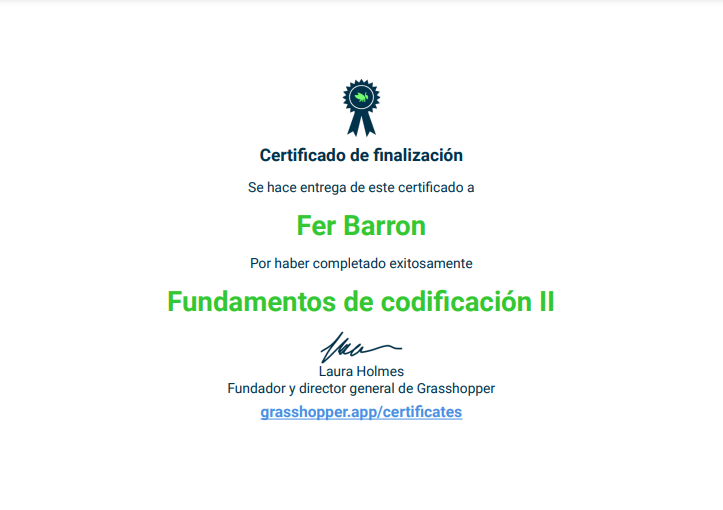 Certificado de finalización
Se hace entrega de este certificado a
Fer Barron
Por haber completado exitosamente
Fundamentos de codificación II
Laura Holmes
Fundador y director general de Grasshopper
grasshopper.app/certificates